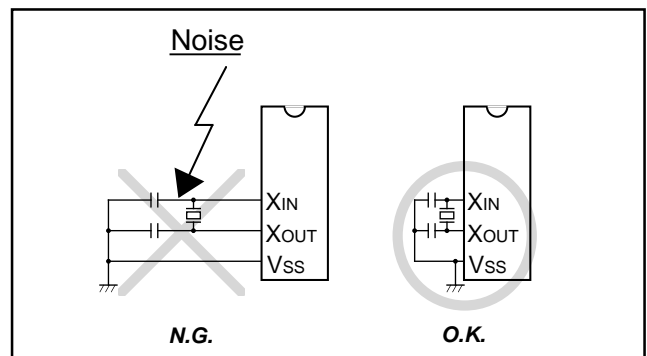 Noise
XIN
XOUT
VSS
N.G.
XIN
XOUT
VSS
O.K.